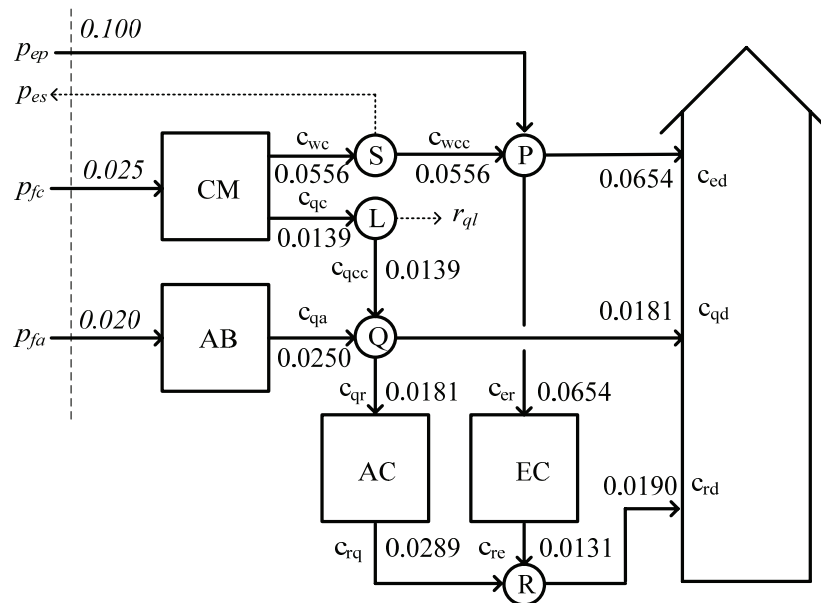 0.100
p_ep
p_es
c_wc
c_wcc
S
P
0.0556
0.0556
0.0654
c_ed
0.025
p_fc
CM
c_qc
L
r_ql
0.0139
c_qcc
0.0139
0.0181
c_qd
0.020
p_fa
AB
c_qa
Q
0.0250
c_qr
0.0181
c_er
0.0654
AC
EC
0.0190
c_rd
c_rq
0.0289
c_re
0.0131
R